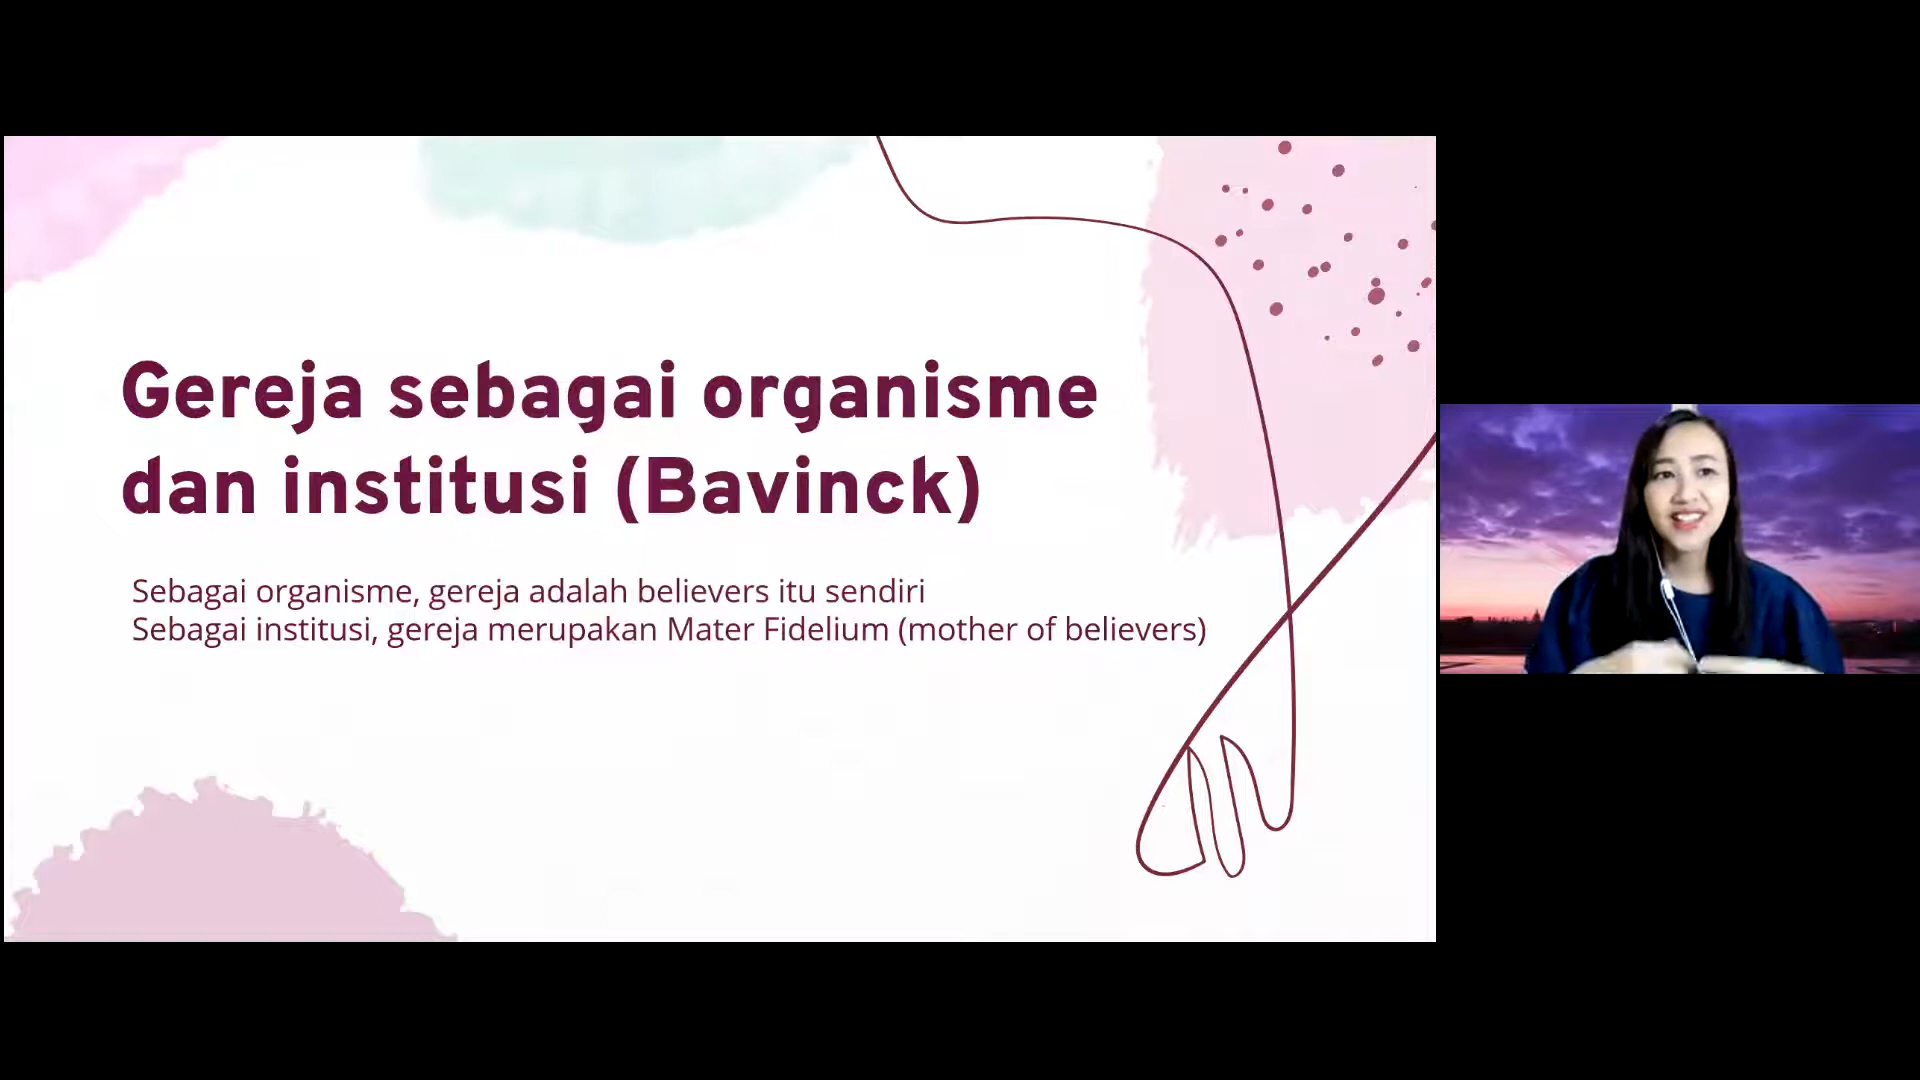 Gereja sebagai organisme
dan institusi (Bavinck)
Sebagai organisme, gereja adalah believers itu sendiri
Sebagai institusi, gereja merupakan Mater Fidelium (mother of believers)